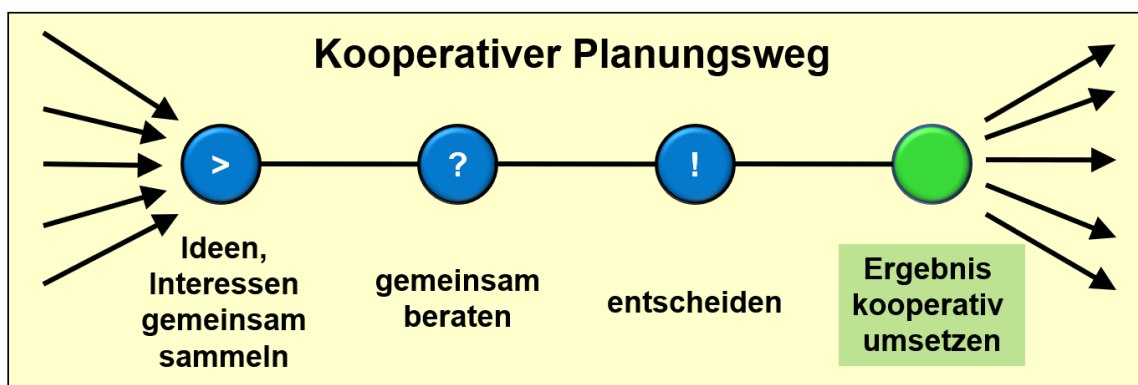 Kooperativer Planungsweg
>
?
!
Ideen,
Interessen
gemeinsam
sammeln
gemeinsam
beraten
entscheiden
Ergebnis
kooperativ
umsetzen